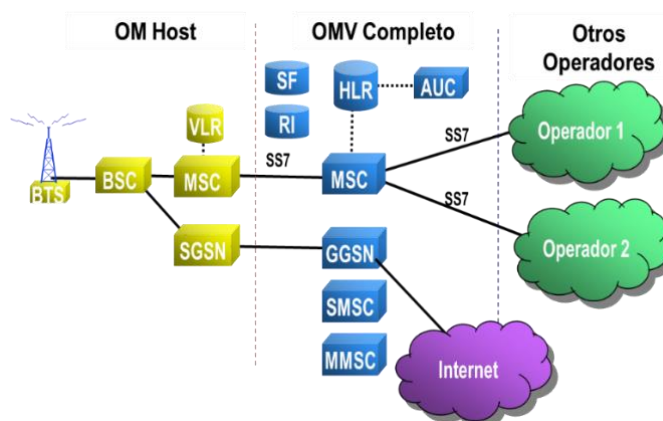 OM Host
OMV Completo
Otros
Operadores
SF
HLR
AUC
RI
VLR
SS7
Operador 1
BTS
BSC
MSC
SS7
MSC
SS7
Operador 2
SGSN
GGSN
SMSC
MMSC
Internet